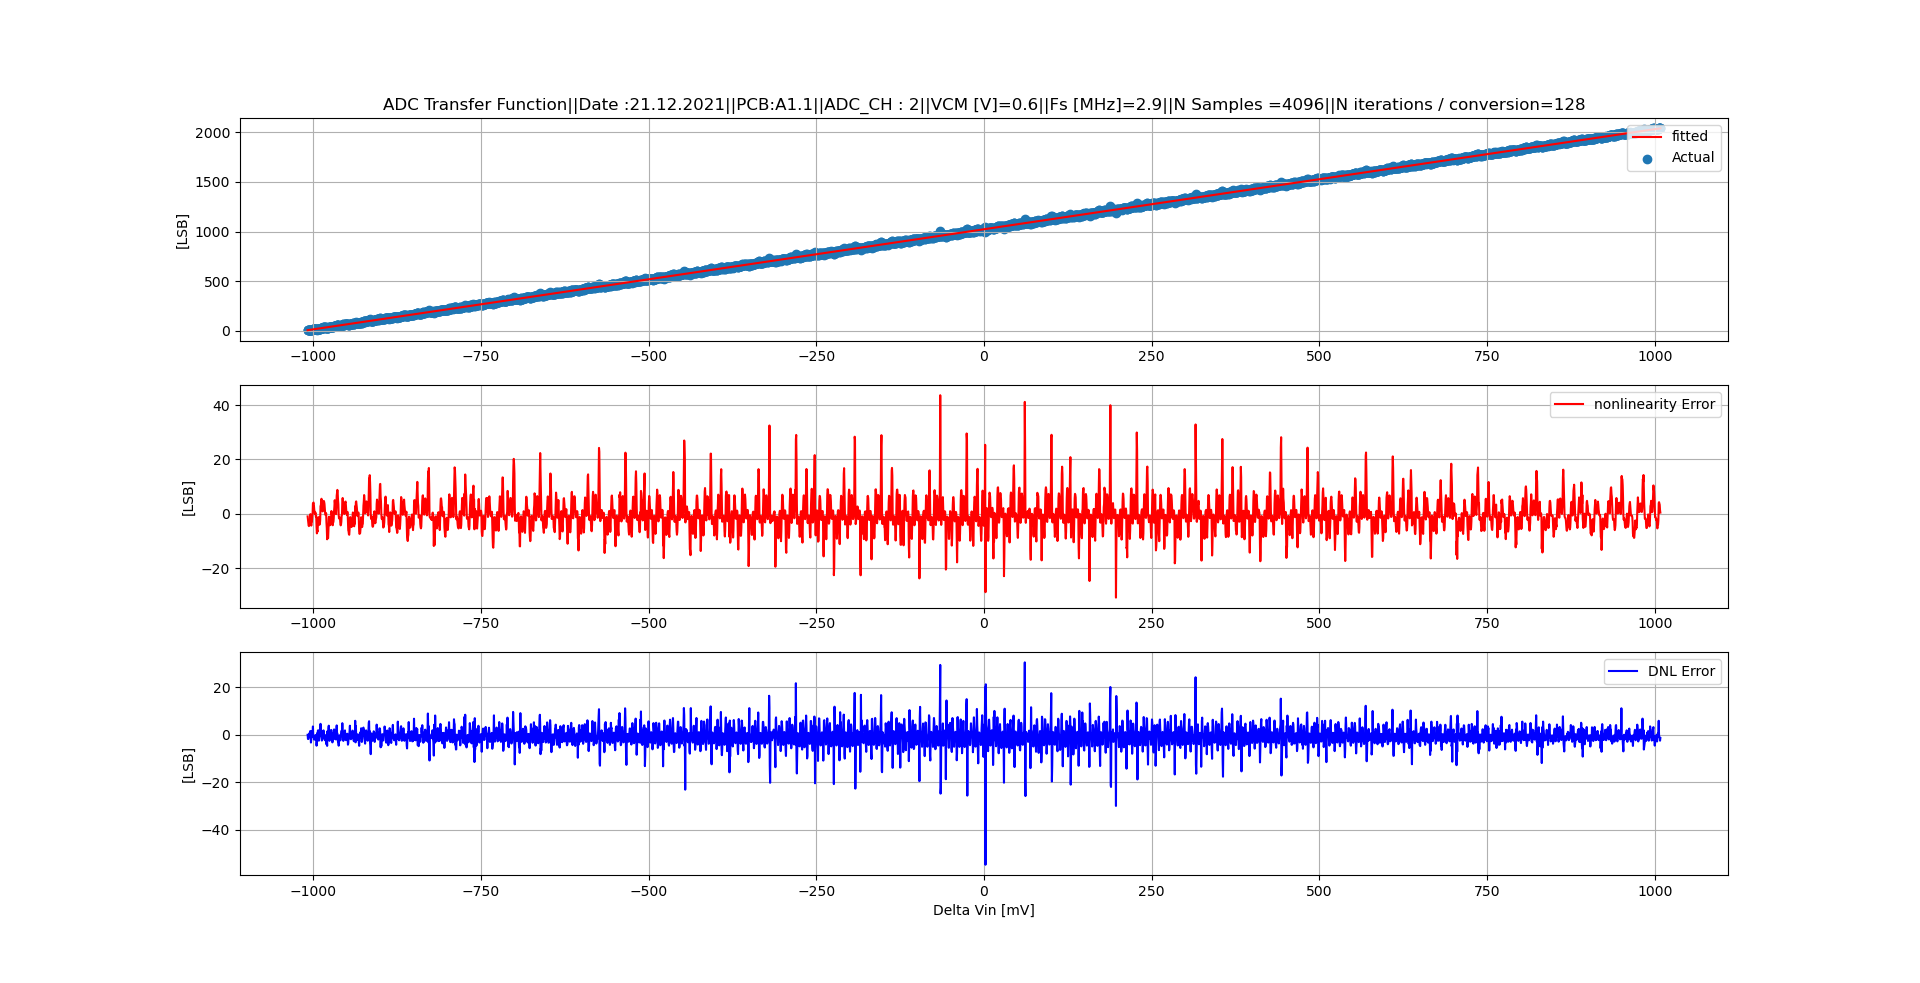 ADC Transfer Function||Date :21.12.2021||PCB:A1.1||ADC_CH : 2||VCM [V]=0.6||Fs [MHz]=2.9||N Samples =4096||N iterations / conversion=128
[LSB]
2000
1500
1000
500
0
fitted
Actual
−1000 −750 −500 −250 0 250 500 750 1000
[LSB]
40
20
0
−20
nonlinearity Error
−1000 −750 −500 −250 0 250 500 750 1000
[LSB]
20
0
−20
−40
DNL Error
−1000 −750 −500 −250 0 250 500 750 1000
Delta Vin [mV]